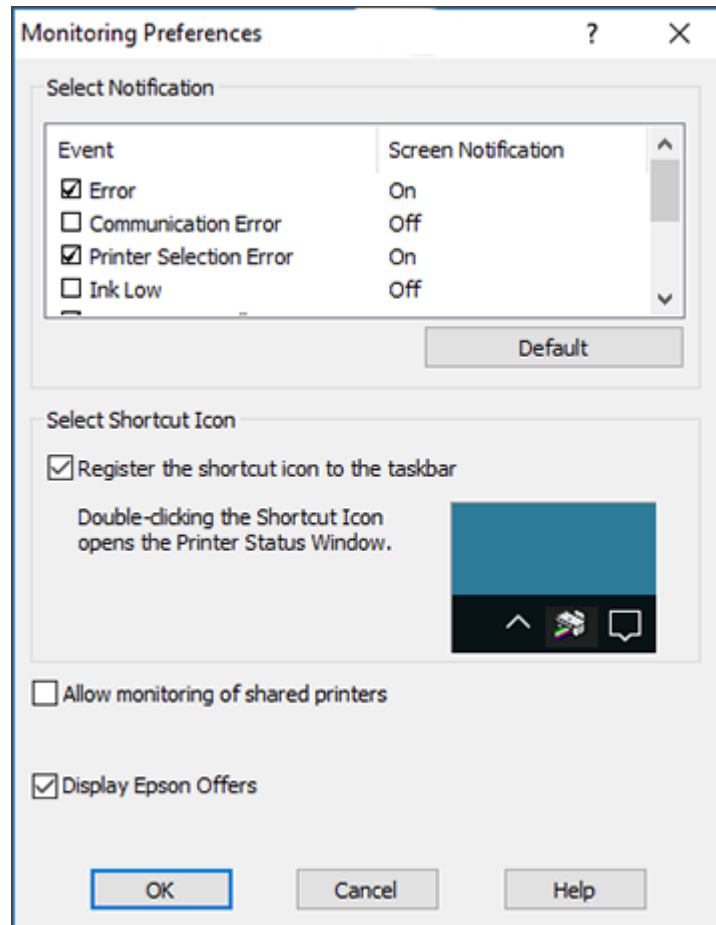 Monitoring Preferences ?
Select Notification
Event Screen Notification
Error On
Communication Error Off
Printer Selection Error On
Ink Low Off
Default
Select Shortcut Icon
Register the shortcut icon to the taskbar
Double-clicking the Shortcut Icon
opens the Printer Status Window.
Allow monitoring of shared printers
Display Epson Offers
OK Cancel Help